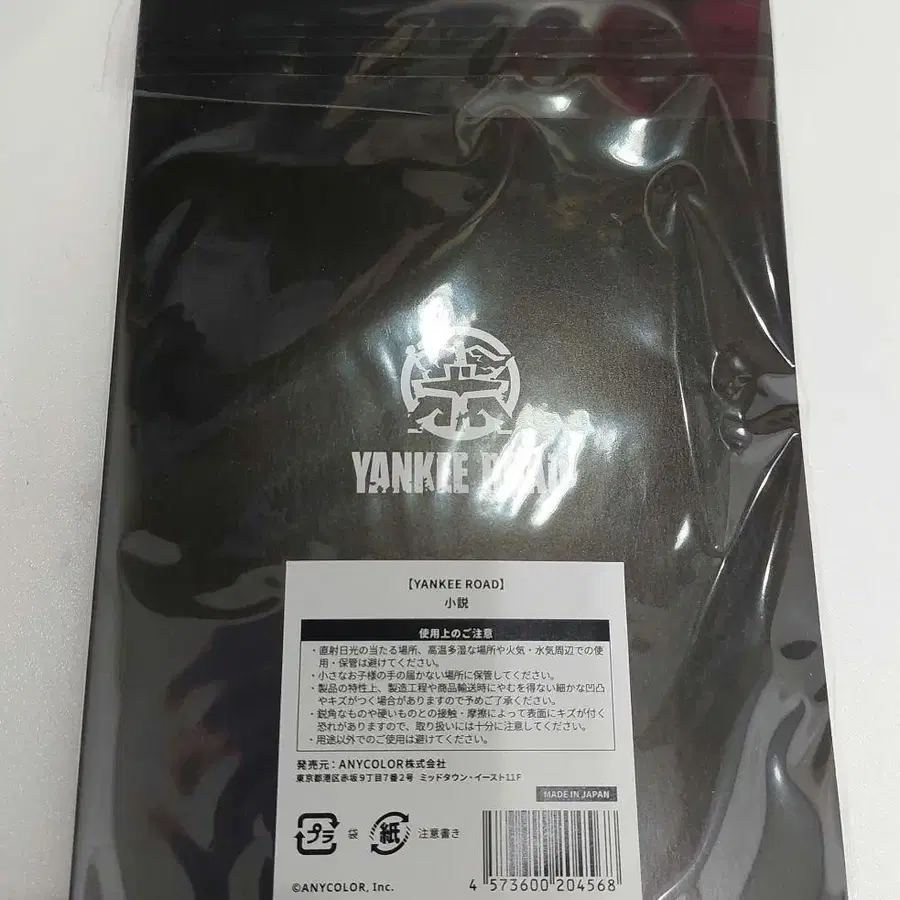 YANKEE ROAD
【YANKEE ROAD】
小説
使用上のご注意
・直射日光の当たる場所、高温多湿な場所や火気・水気周辺での使
用・保管は避けてください。
・小さなお子様の手の届かない場所に保管してください。
・製品の特性上、製造工程や商品輸送時にやむを得ない細かな凹凸
やキズがつく場合がありますので予めご了承ください。
・鋭角なものや硬いものとの接触・摩擦によって表面にキズが付く
恐れがありますので、取り扱いには十分に注意してください。
・用途以外でのご使用は避けてください。
発売元：ANYCOLOR株式会社
東京都港区赤坂9丁目7番2号 ミッドタウン・イースト11F
MADE IN JAPAN
プラ 袋 紙 注意書き
©ANYCOLOR, Inc.
4 573600 204568